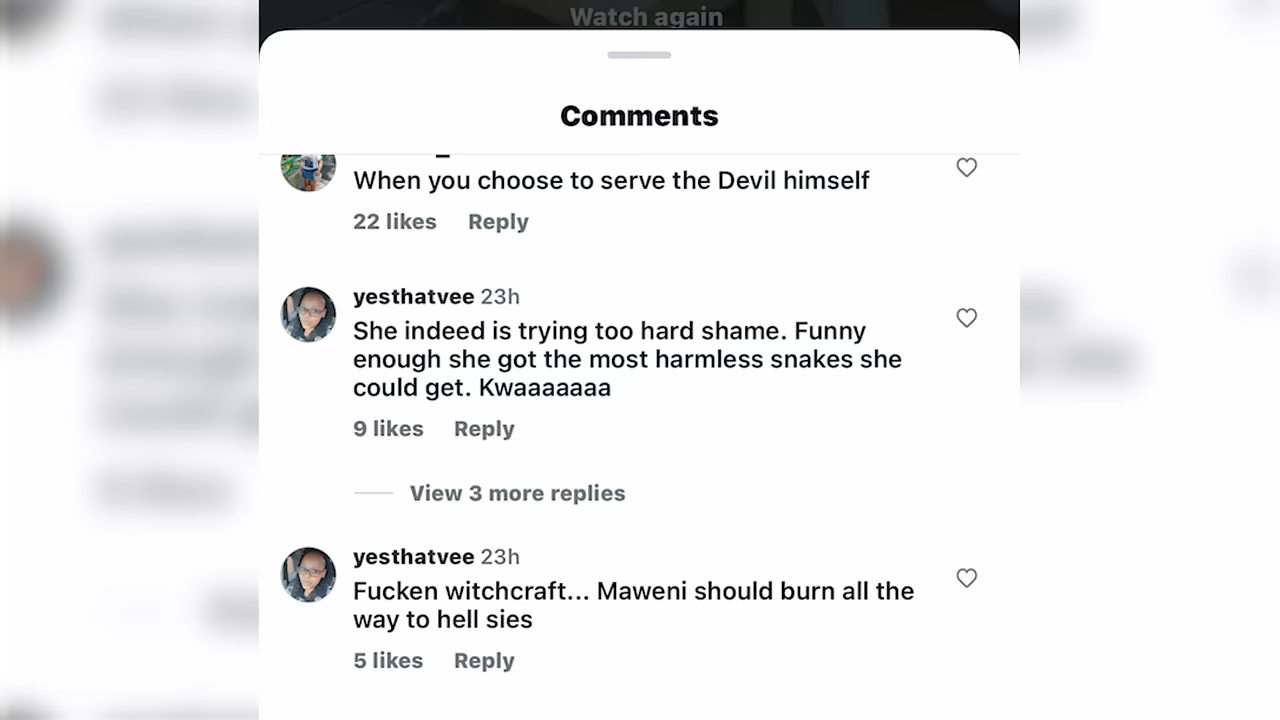 Watch again
Comments
When you choose to serve the Devil himself
22 likes Reply
yesthatvee 23h
She indeed is trying too hard shame. Funny
enough she got the most harmless snakes she
could get. Kwaaaaaaa
9 likes Reply
View 3 more replies
yesthatvee 23h
Fucken witchcraft... Maweni should burn all the
way to hell sies
5 likes Reply